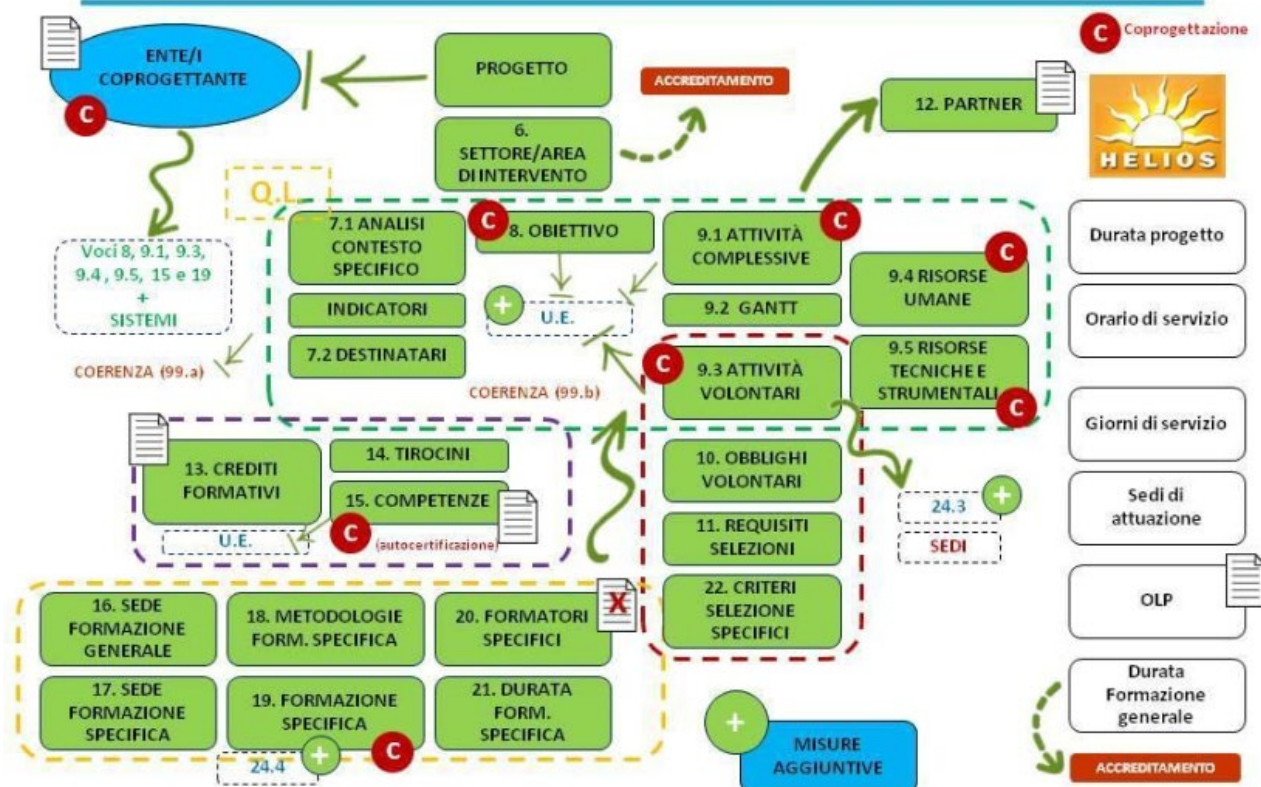 C Coprogettazione
ENTE/I
COPROGETTANTE
C
PROGETTO
ACCREDITAMENTO
12. PARTNER
HELIOS
6.
SETTORE/AREA
DI INTERVENTO
Q.L.
Voci 8, 9.1, 9.3,
9.4, 9.5, 15 e 19
+
SISTEMI
COERENZA (99.a)
7.1 ANALISI
CONTESTO
SPECIFICO
INDICATORI
7.2 DESTINATARI
C
8. OBIETTIVO
+
U.E.
COERENZA (99.b)
C
9.1 ATTIVITÀ
COMPLESSIVE
9.2 GANTT
C
9.3 ATTIVITÀ
VOLONTARI
C
9.4 RISORSE
UMANE
9.5 RISORSE
TECNICHE E
STRUMENTALI
C
10. OBBLIGHI
VOLONTARI
11. REQUISITI
SELEZIONI
22. CRITERI
SELEZIONE
SPECIFICI
24.3
+
SEDI
13. CREDITI
FORMATIVI
U.E.
14. TIROCINI
15. COMPETENZE
C
(autocertificazione)
16. SEDE
FORMAZIONE
GENERALE
18. METODOLOGIE
FORM. SPECIFICA
20. FORMATORI
SPECIFICI
X
17. SEDE
FORMAZIONE
SPECIFICA
19. FORMAZIONE
SPECIFICA
21. DURATA
FORM.
SPECIFICA
24.4
+
C
+
MISURE
AGGIUNTIVE
Durata progetto
Orario di servizio
Giorni di servizio
Sedi di
attuazione
OLP
Durata
Formazione
generale
ACCREDITAMENTO